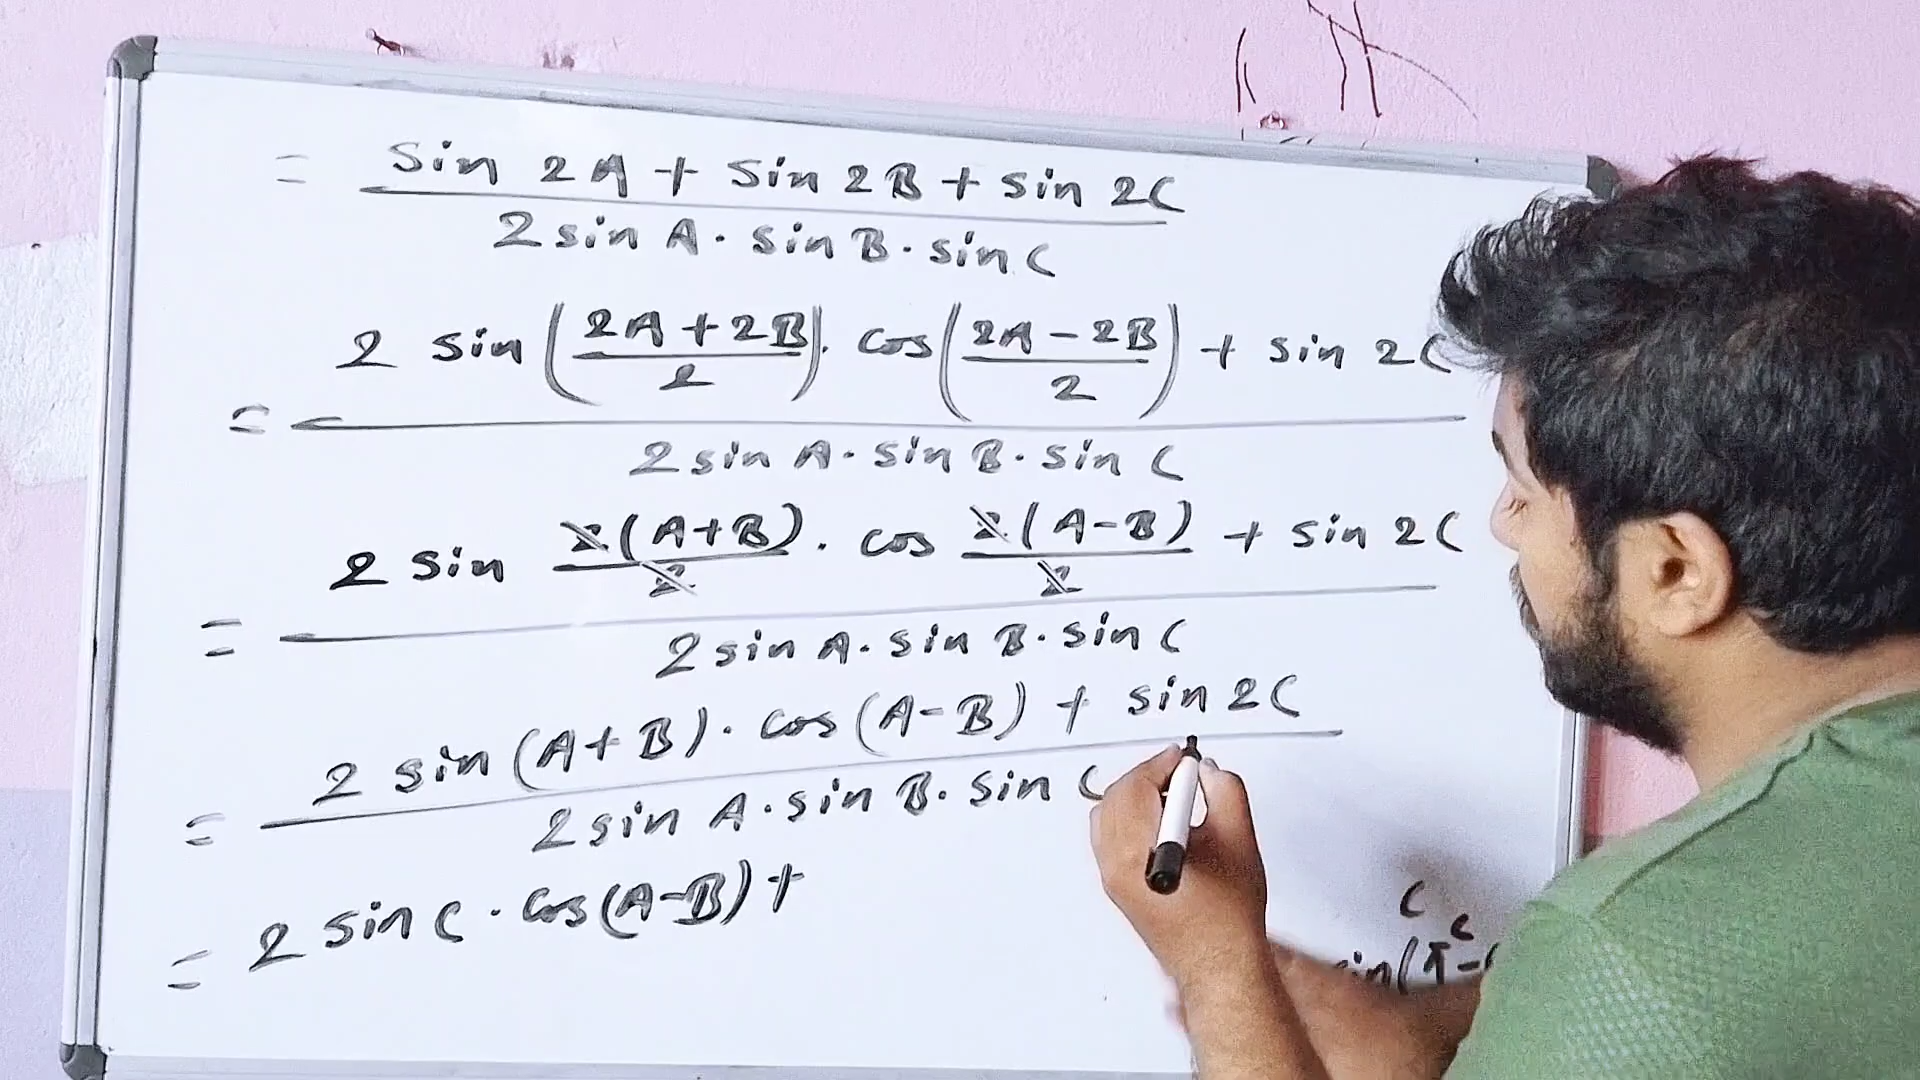 = sin 2A + sin 2B + sin 2C
2 sin A · sin B · sin C
2 sin (2A + 2B / 2) · cos (2A - 2B / 2) + sin 2C
=
2 sin A · sin B · sin C
2 sin 2(A+B)/2 · cos 2(A-B)/2 + sin 2C
=
2 sin A · sin B · sin C
2 sin (A + B) · cos (A - B) + sin 2C
=
2 sin A · sin B · sin C
= 2 sin C · cos (A-B) +
C
C
(π -